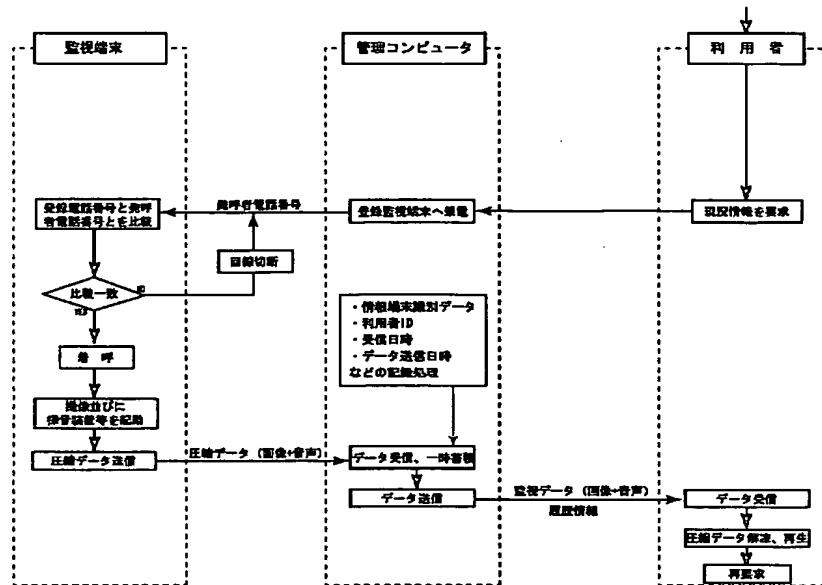 監視端末
管理コンピュータ
利用者
登録電話番号と発呼
者電話番号とを比較
発呼者電話番号
登録監視端末へ架電
現況情報を要求
回線切断
比較一致
no
yes
着呼
撮像並びに
採音装置等を起動
圧縮データ送信
・情報端末識別データ
・利用者ID
・受信日時
・データ送信日時
などの記録処理
圧縮データ（画像+音声）
データ受信、一時蓄積
データ送信
監視データ（画像+音声）
履歴情報
データ受信
圧縮データ解凍、再生
再要求